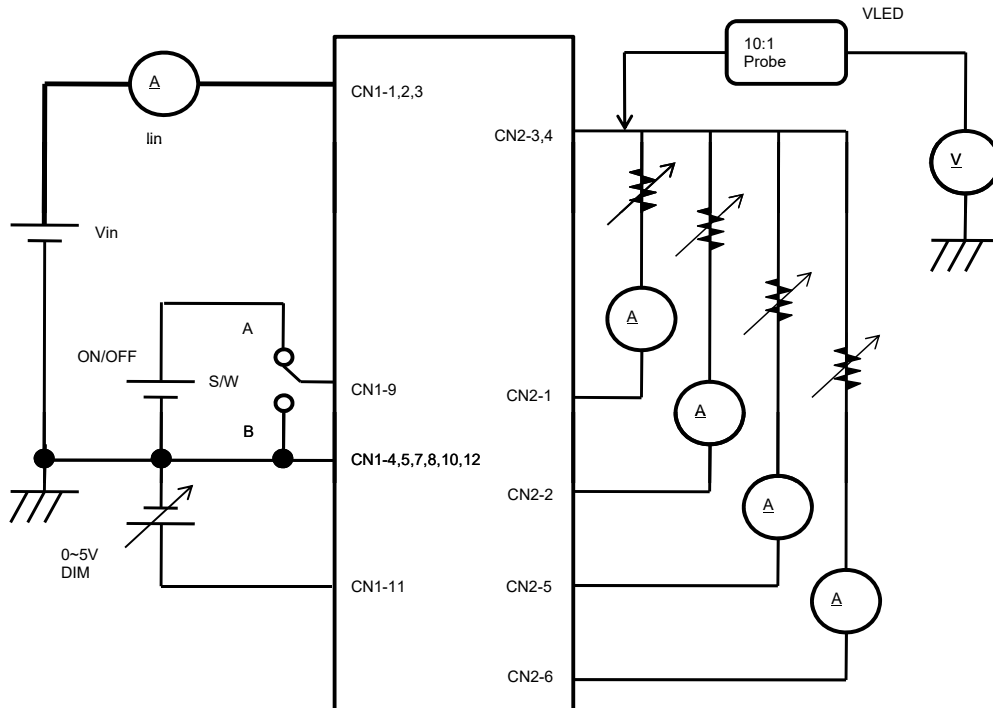 VLED
10:1
Probe
A
CN1-1,2,3
Iin
CN2-3,4
V
Vin
A
A
ON/OFF
S/W
CN1-9
CN2-1
A
B
CN1-4,5,7,8,10,12
CN2-2
A
0~5V
DIM
CN1-11
CN2-5
A
CN2-6